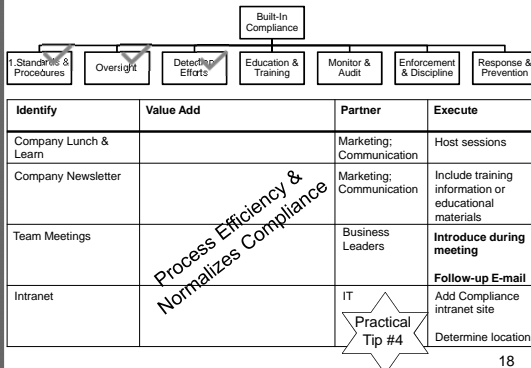 Built-In
Compliance
1.Standards &
Procedures
Oversight
Detection
Efforts
Education &
Training
Monitor &
Audit
Enforcement
& Discipline
Response &
Prevention
Identify
Value Add
Partner
Execute
Company Lunch &
Learn
Marketing;
Communication
Host sessions
Company Newsletter
Marketing;
Communication
Include training
information or
educational
materials
Team Meetings
Business
Leaders
Introduce during
meeting
Follow-up E-mail
Process Efficiency &
Normalizes Compliance
Intranet
IT
Add Compliance
intranet site
Determine location
Practical
Tip #4
18